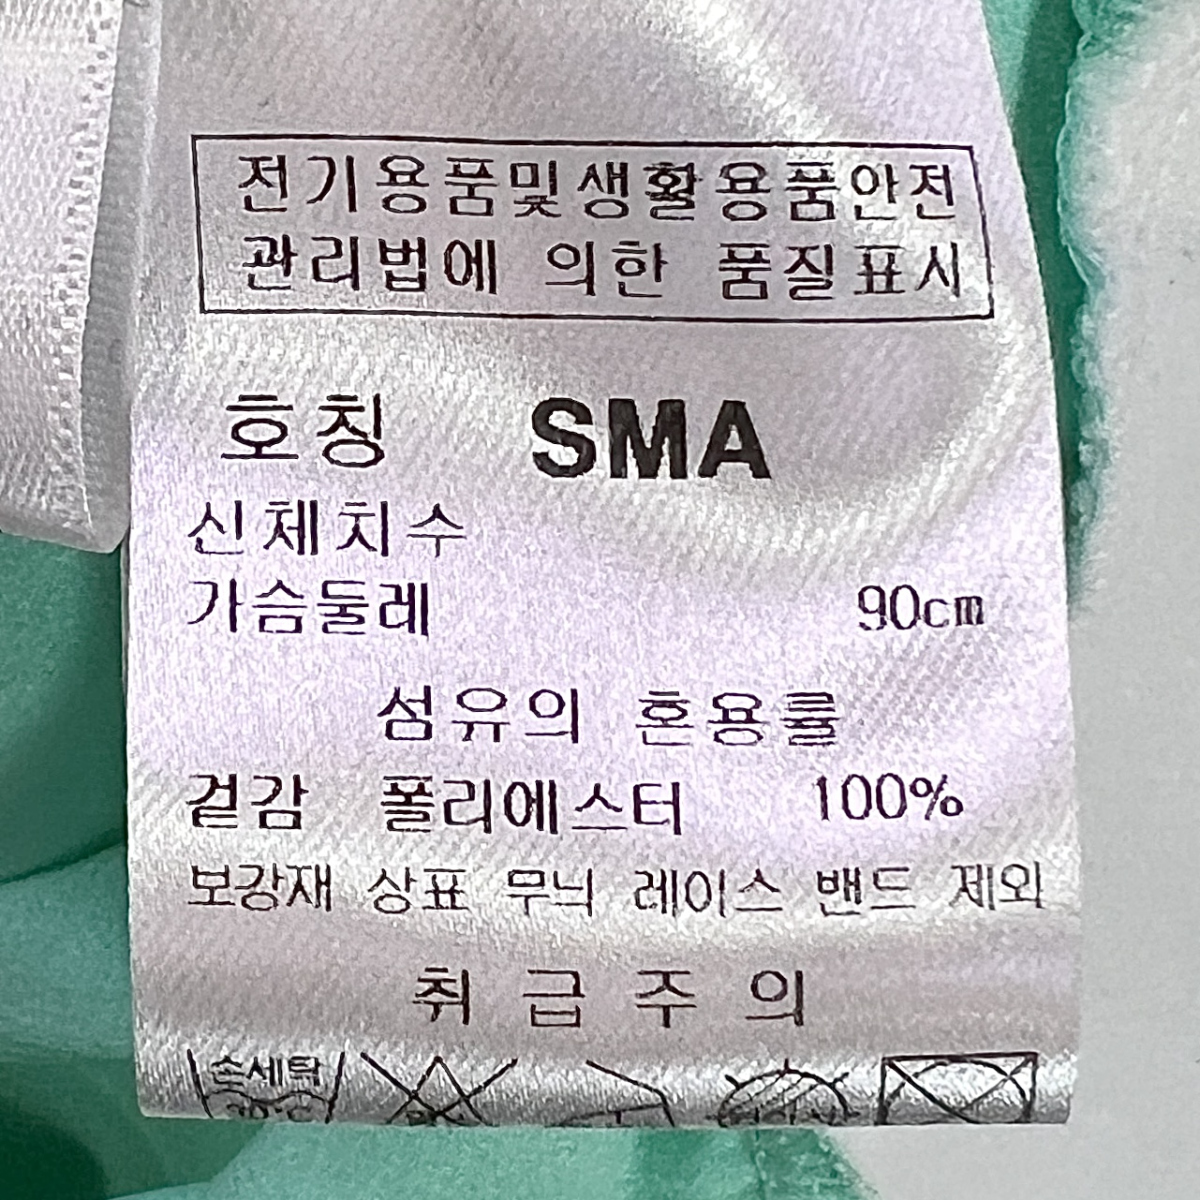 전기용품및생활용품안전
관리법에 의한 품질표시
호칭 SMA
신체치수
가슴둘레 90cm
섬유의 혼용률
겉감 폴리에스터 100%
보강재 상표 무늬 레이스 밴드 제외
취급주의
손세탁